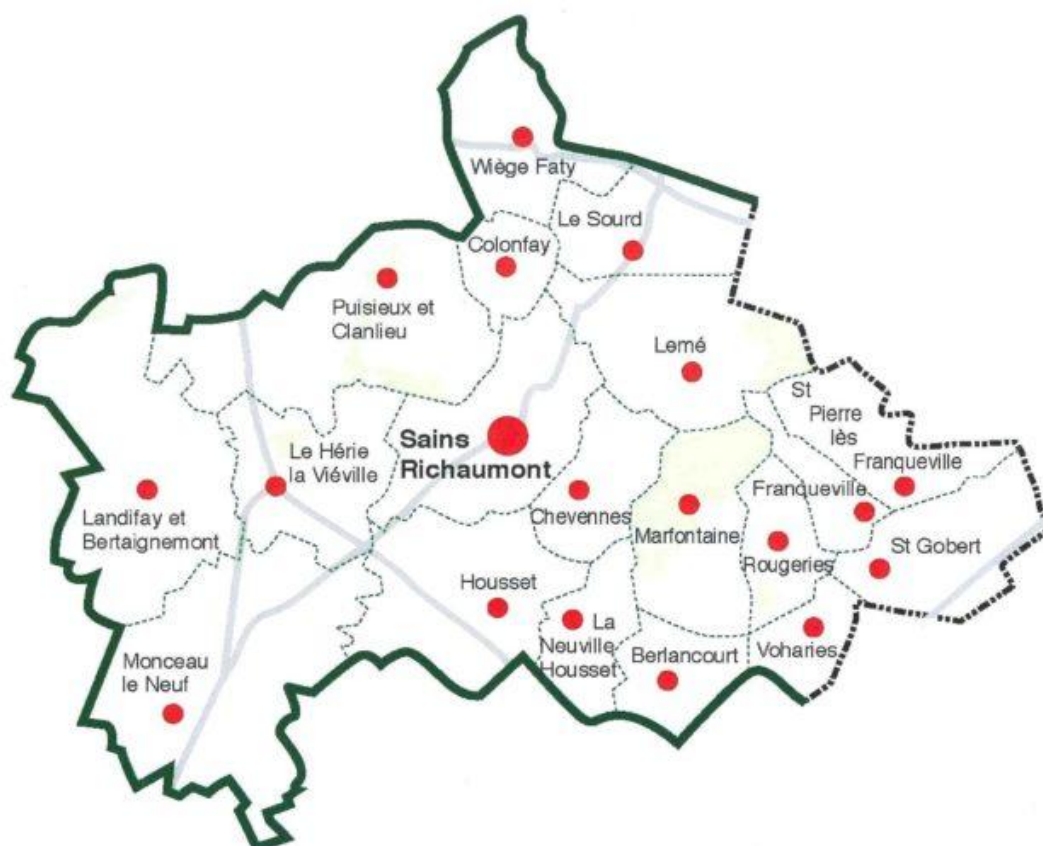 Wiège Faty
Le Sourd
Colonfay
Puisieux et
Clanlieu
Lemé
St
Pierre
lès
Franqueville
Sains
Richaumont
Le Hérie
la Viéville
Franqueville
Landifay et
Bertaignemont
Chevennes
Marfontaine
Rougeries
St Gobert
Housset
La
Neuville
Housset
Berlancourt
Voharies
Monceau
le Neuf